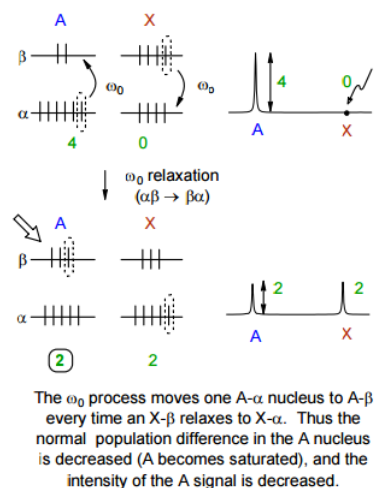 A X
β
ω₀ ω₀ 4 0
α
4 0 A X
ω₀ relaxation
(αβ → βα)
A X
β
2 2
α
A X
2 2
The ω₀ process moves one A-α nucleus to A-β
every time an X-β relaxes to X-α. Thus the
normal population difference in the A nucleus
is decreased (A becomes saturated), and the
intensity of the A signal is decreased.